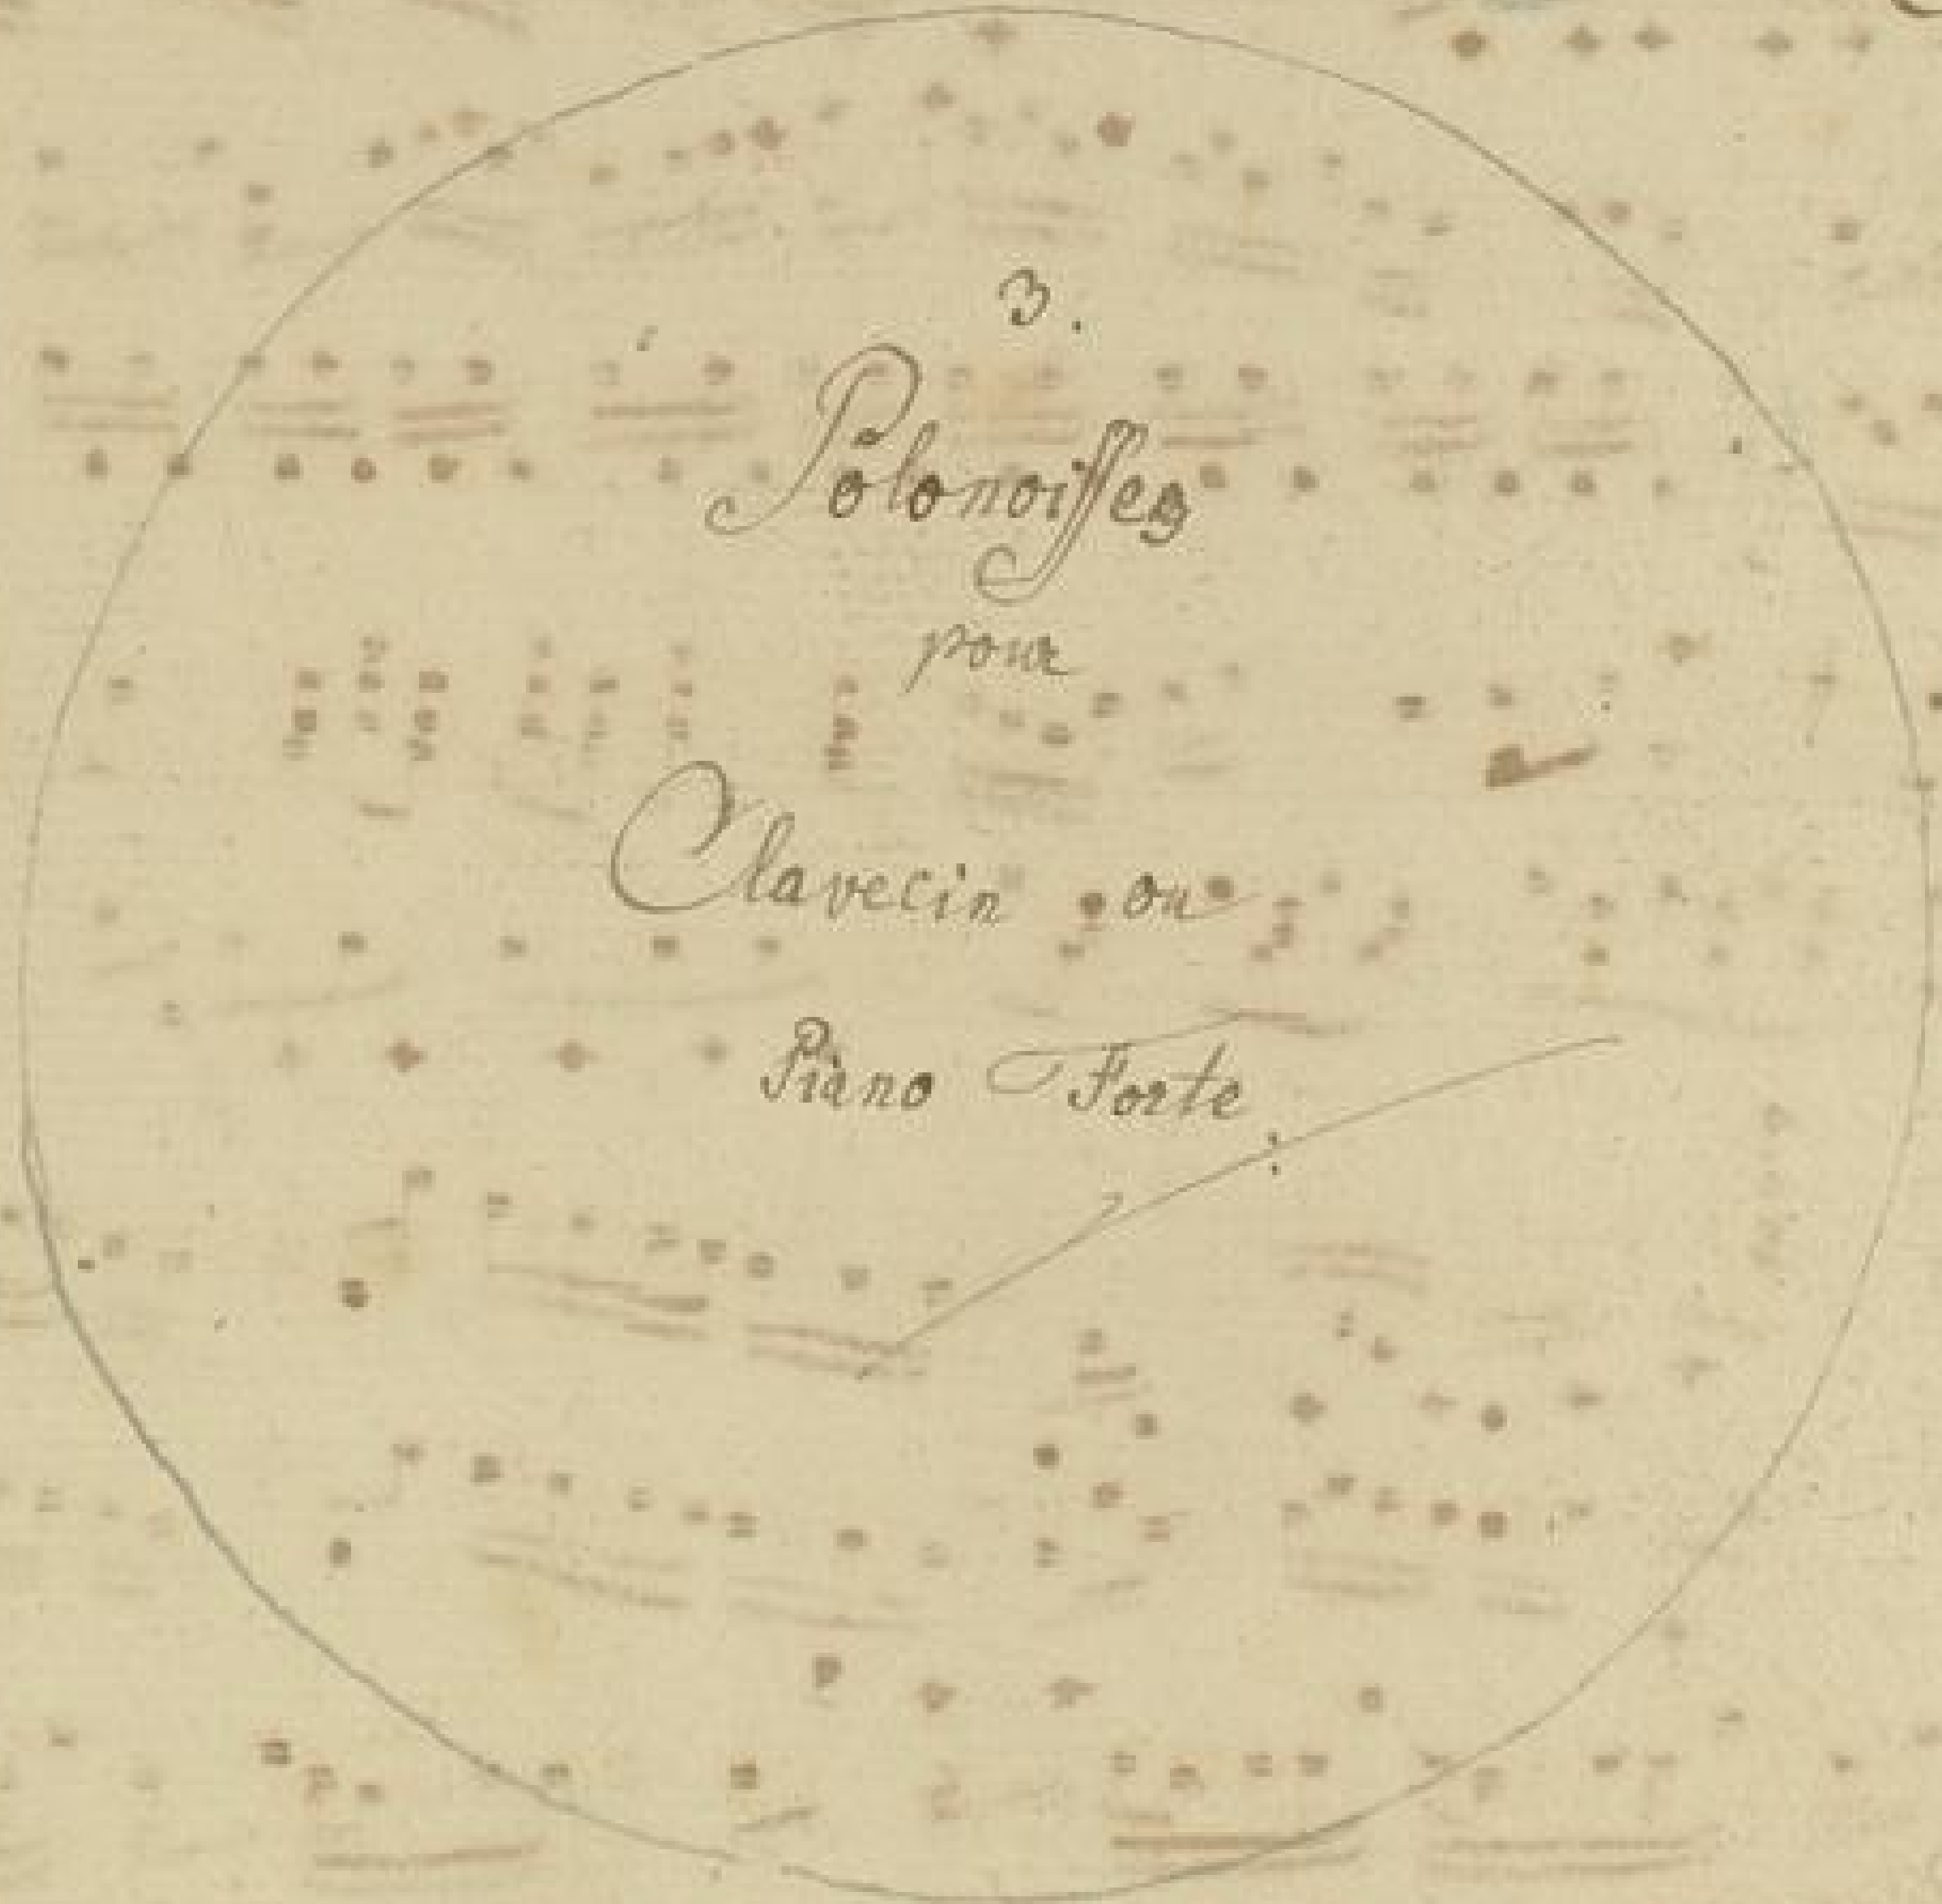 3.
Polonoisses
pour
Clavecin ou
Piano Forte